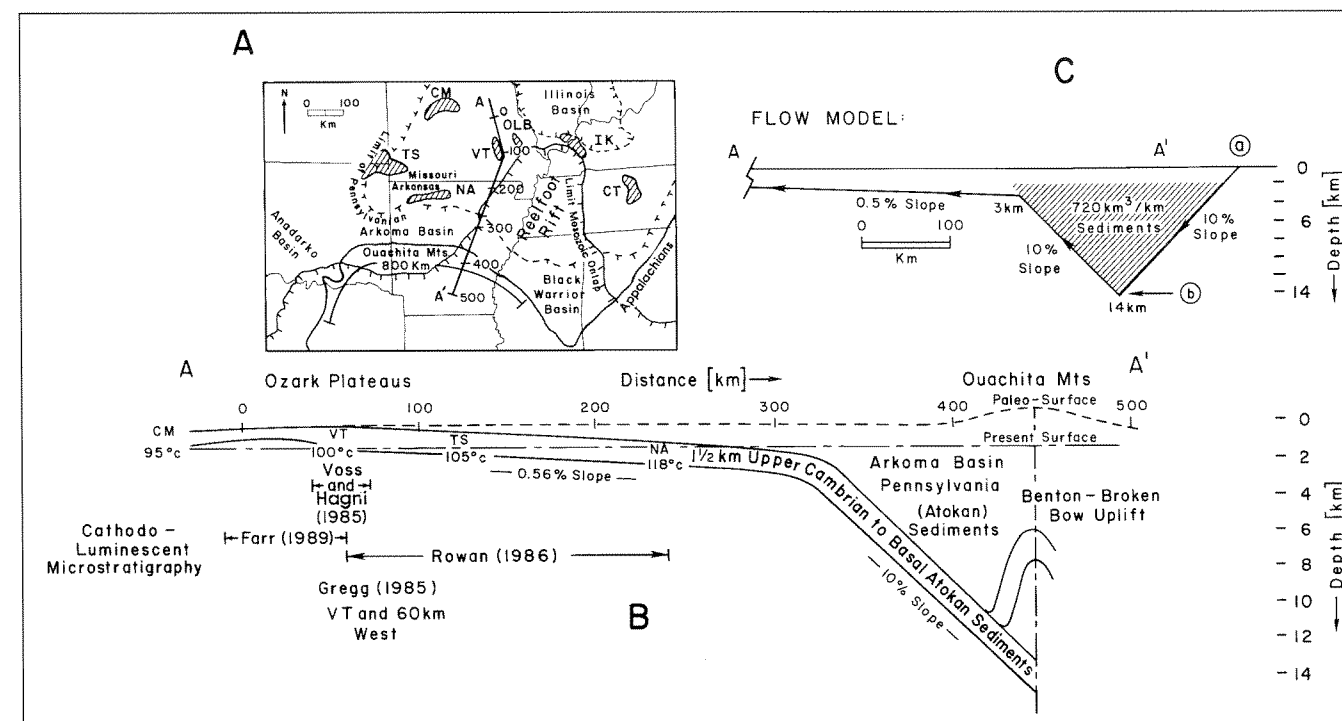 A
N
0 100
Km
CM
A
0
OLB
Illinois
Basin
IK
TS
VT
100
Limit of Pennsylvanian
Missouri
Arkansas
NA
200
CT
Reelfoot
Rift
Limit Mesozoic Onlap
Anadarko
Basin
Arkoma Basin
300
Ouachita Mts
800 Km
400
A'
500
Black
Warrior
Basin
Appalachians
C
FLOW MODEL:
A
A'
a
0.5% Slope
3km
720 km³/km
Sediments
10%
Slope
10%
Slope
0 100
Km
14km
b
0
6
14
Depth [km]
A
Ozark Plateaus
Distance [km]
Ouachita Mts
A'
Paleo-Surface
0 100 200 300 400 500
CM
VT
TS
NA
Present Surface
95°c
100°c
105°c
118°c
1½ km Upper Cambrian to Basal Atokan Sediments
0.56% Slope
10% Slope
Arkoma Basin
Pennsylvania
(Atokan)
Sediments
Benton-Broken
Bow Uplift
Voss
and
Hagni
(1985)
Cathodo-
Luminescent
Microstratigraphy
Farr (1989)
Rowan (1986)
Gregg (1985)
VT and 60km
West
B
0
2
4
6
8
10
12
14
Depth [km]